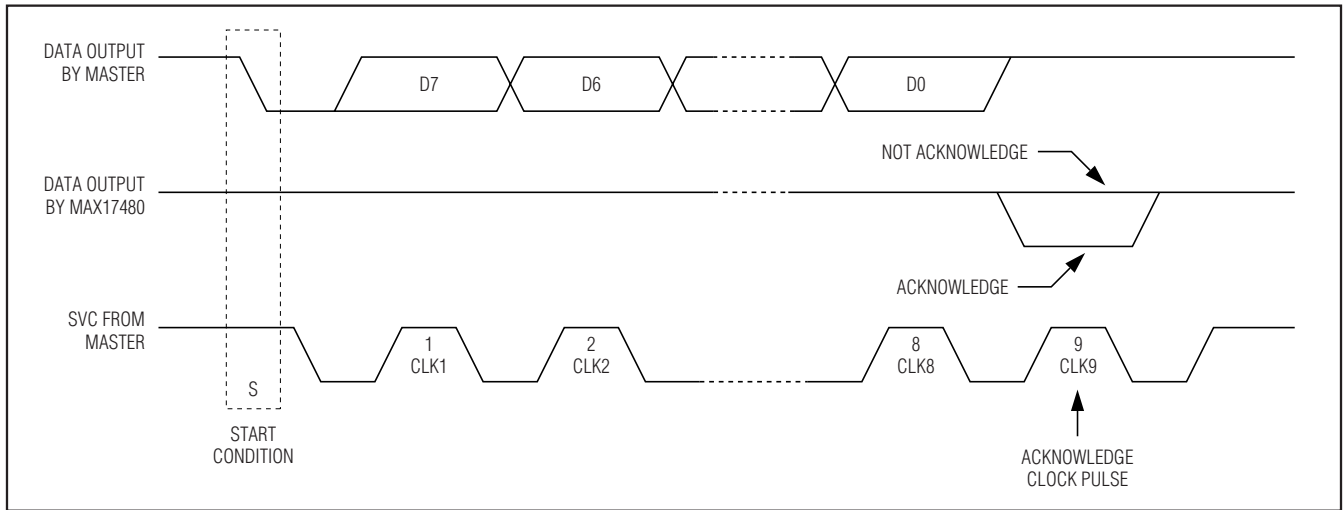 DATA OUTPUT
BY MASTER
D7
D6
D0
NOT ACKNOWLEDGE
DATA OUTPUT
BY MAX17480
ACKNOWLEDGE
SVC FROM
MASTER
1
CLK1
2
CLK2
8
CLK8
9
CLK9
S
START
CONDITION
ACKNOWLEDGE
CLOCK PULSE